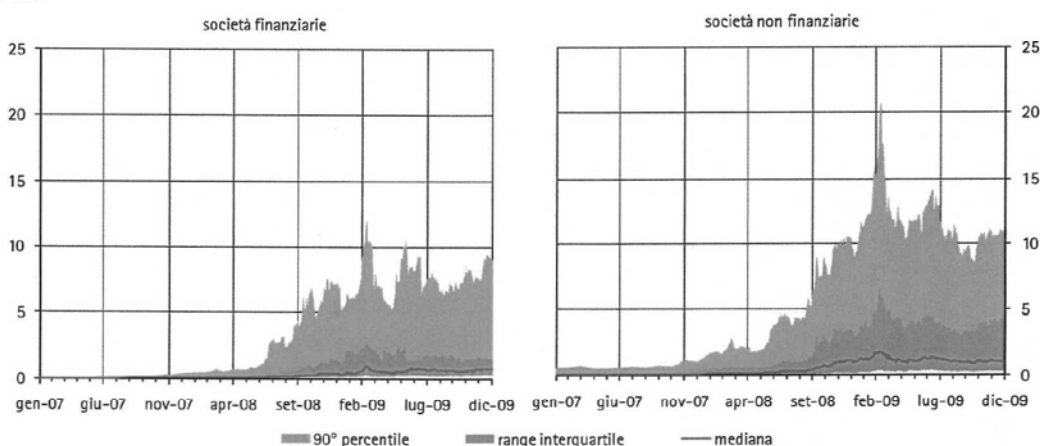 società finanziarie
25
20
15
10
5
0
gen-07 giu-07 nov-07 apr-08 set-08 feb-09 lug-09 dic-09
società non finanziarie
25
20
15
10
5
0
gen-07 giu-07 nov-07 apr-08 set-08 feb-09 lug-09 dic-09
90° percentile range interquartile mediana